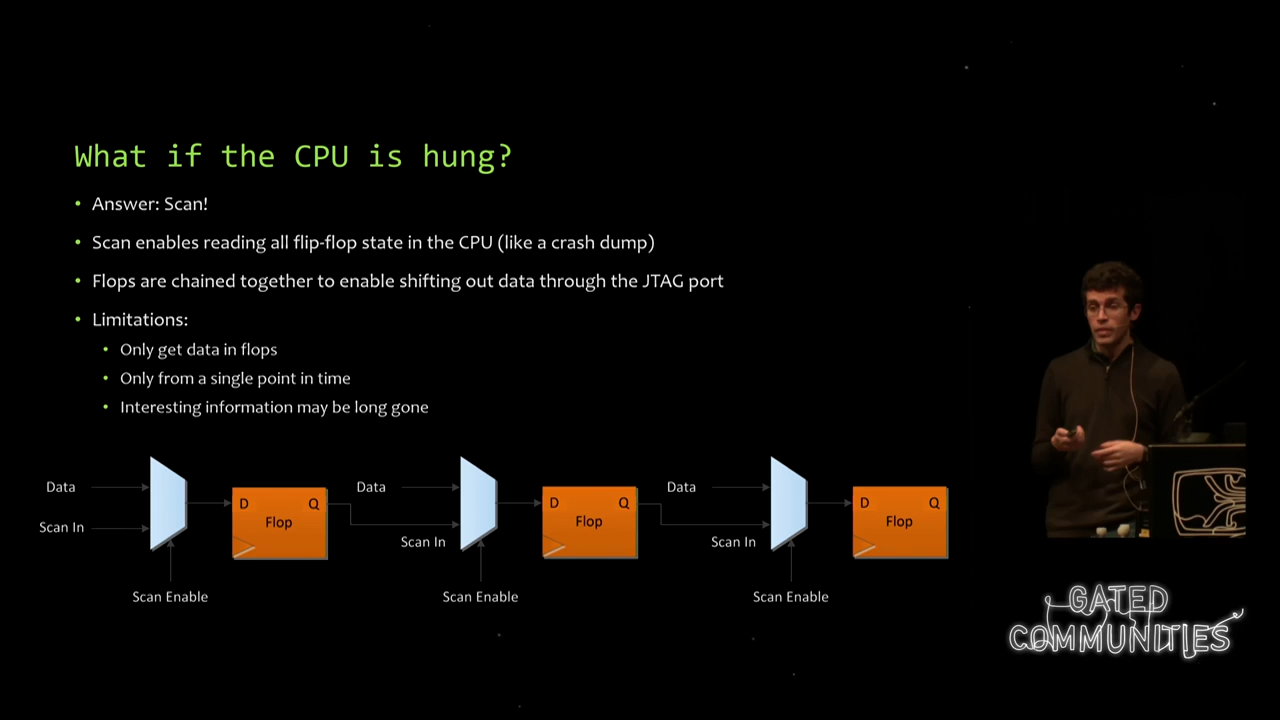 What if the CPU is hung?
• Answer: Scan!
• Scan enables reading all flip-flop state in the CPU (like a crash dump)
• Flops are chained together to enable shifting out data through the JTAG port
• Limitations:
• Only get data in flops
• Only from a single point in time
• Interesting information may be long gone
Data
Scan In
Scan Enable
D Q
Flop
Data
Scan In
Scan Enable
D Q
Flop
Data
Scan In
Scan Enable
D Q
Flop
GATED
COMMUNITIES